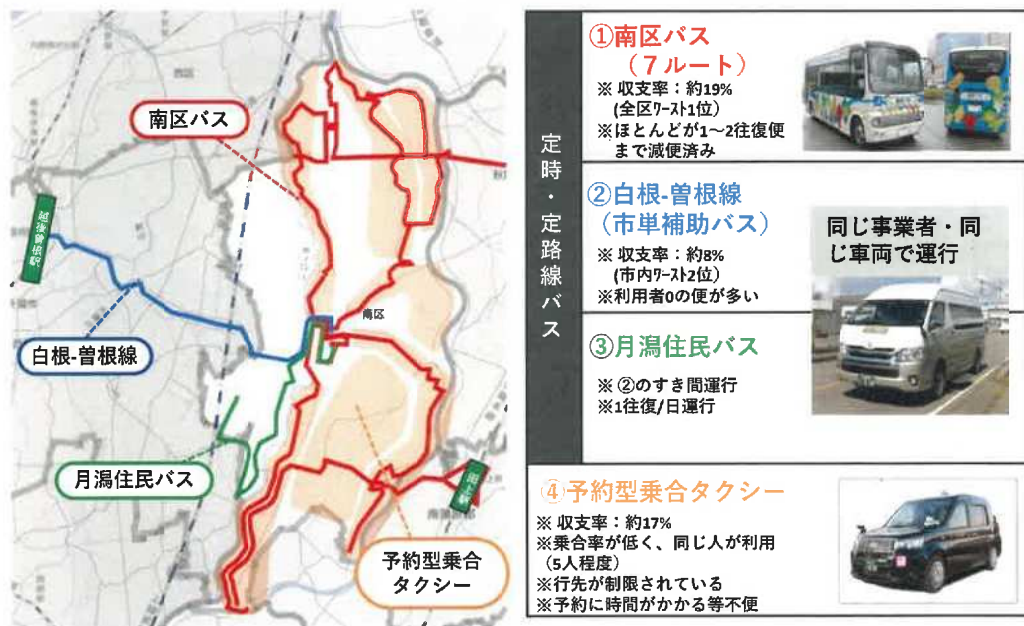 西区
南区バス
越後曽根駅
南区
白根-曽根線
月潟住民バス
田上駅
予約型乗合
タクシー
定時・定路線バス
①南区バス
（７ルート）
※ 収支率：約19%
(全区ﾜｰｽﾄ1位)
※ほとんどが1～2往復便
まで減便済み
②白根-曽根線
（市単補助バス）
※ 収支率：約8%
(市内ﾜｰｽﾄ2位)
※利用者0の便が多い
同じ事業者・同
じ車両で運行
③月潟住民バス
※ ②のすき間運行
※1往復/日運行
④予約型乗合タクシー
※ 収支率：約17%
※乗合率が低く、同じ人が利用
（5人程度）
※行先が制限されている
※予約に時間がかかる等不便